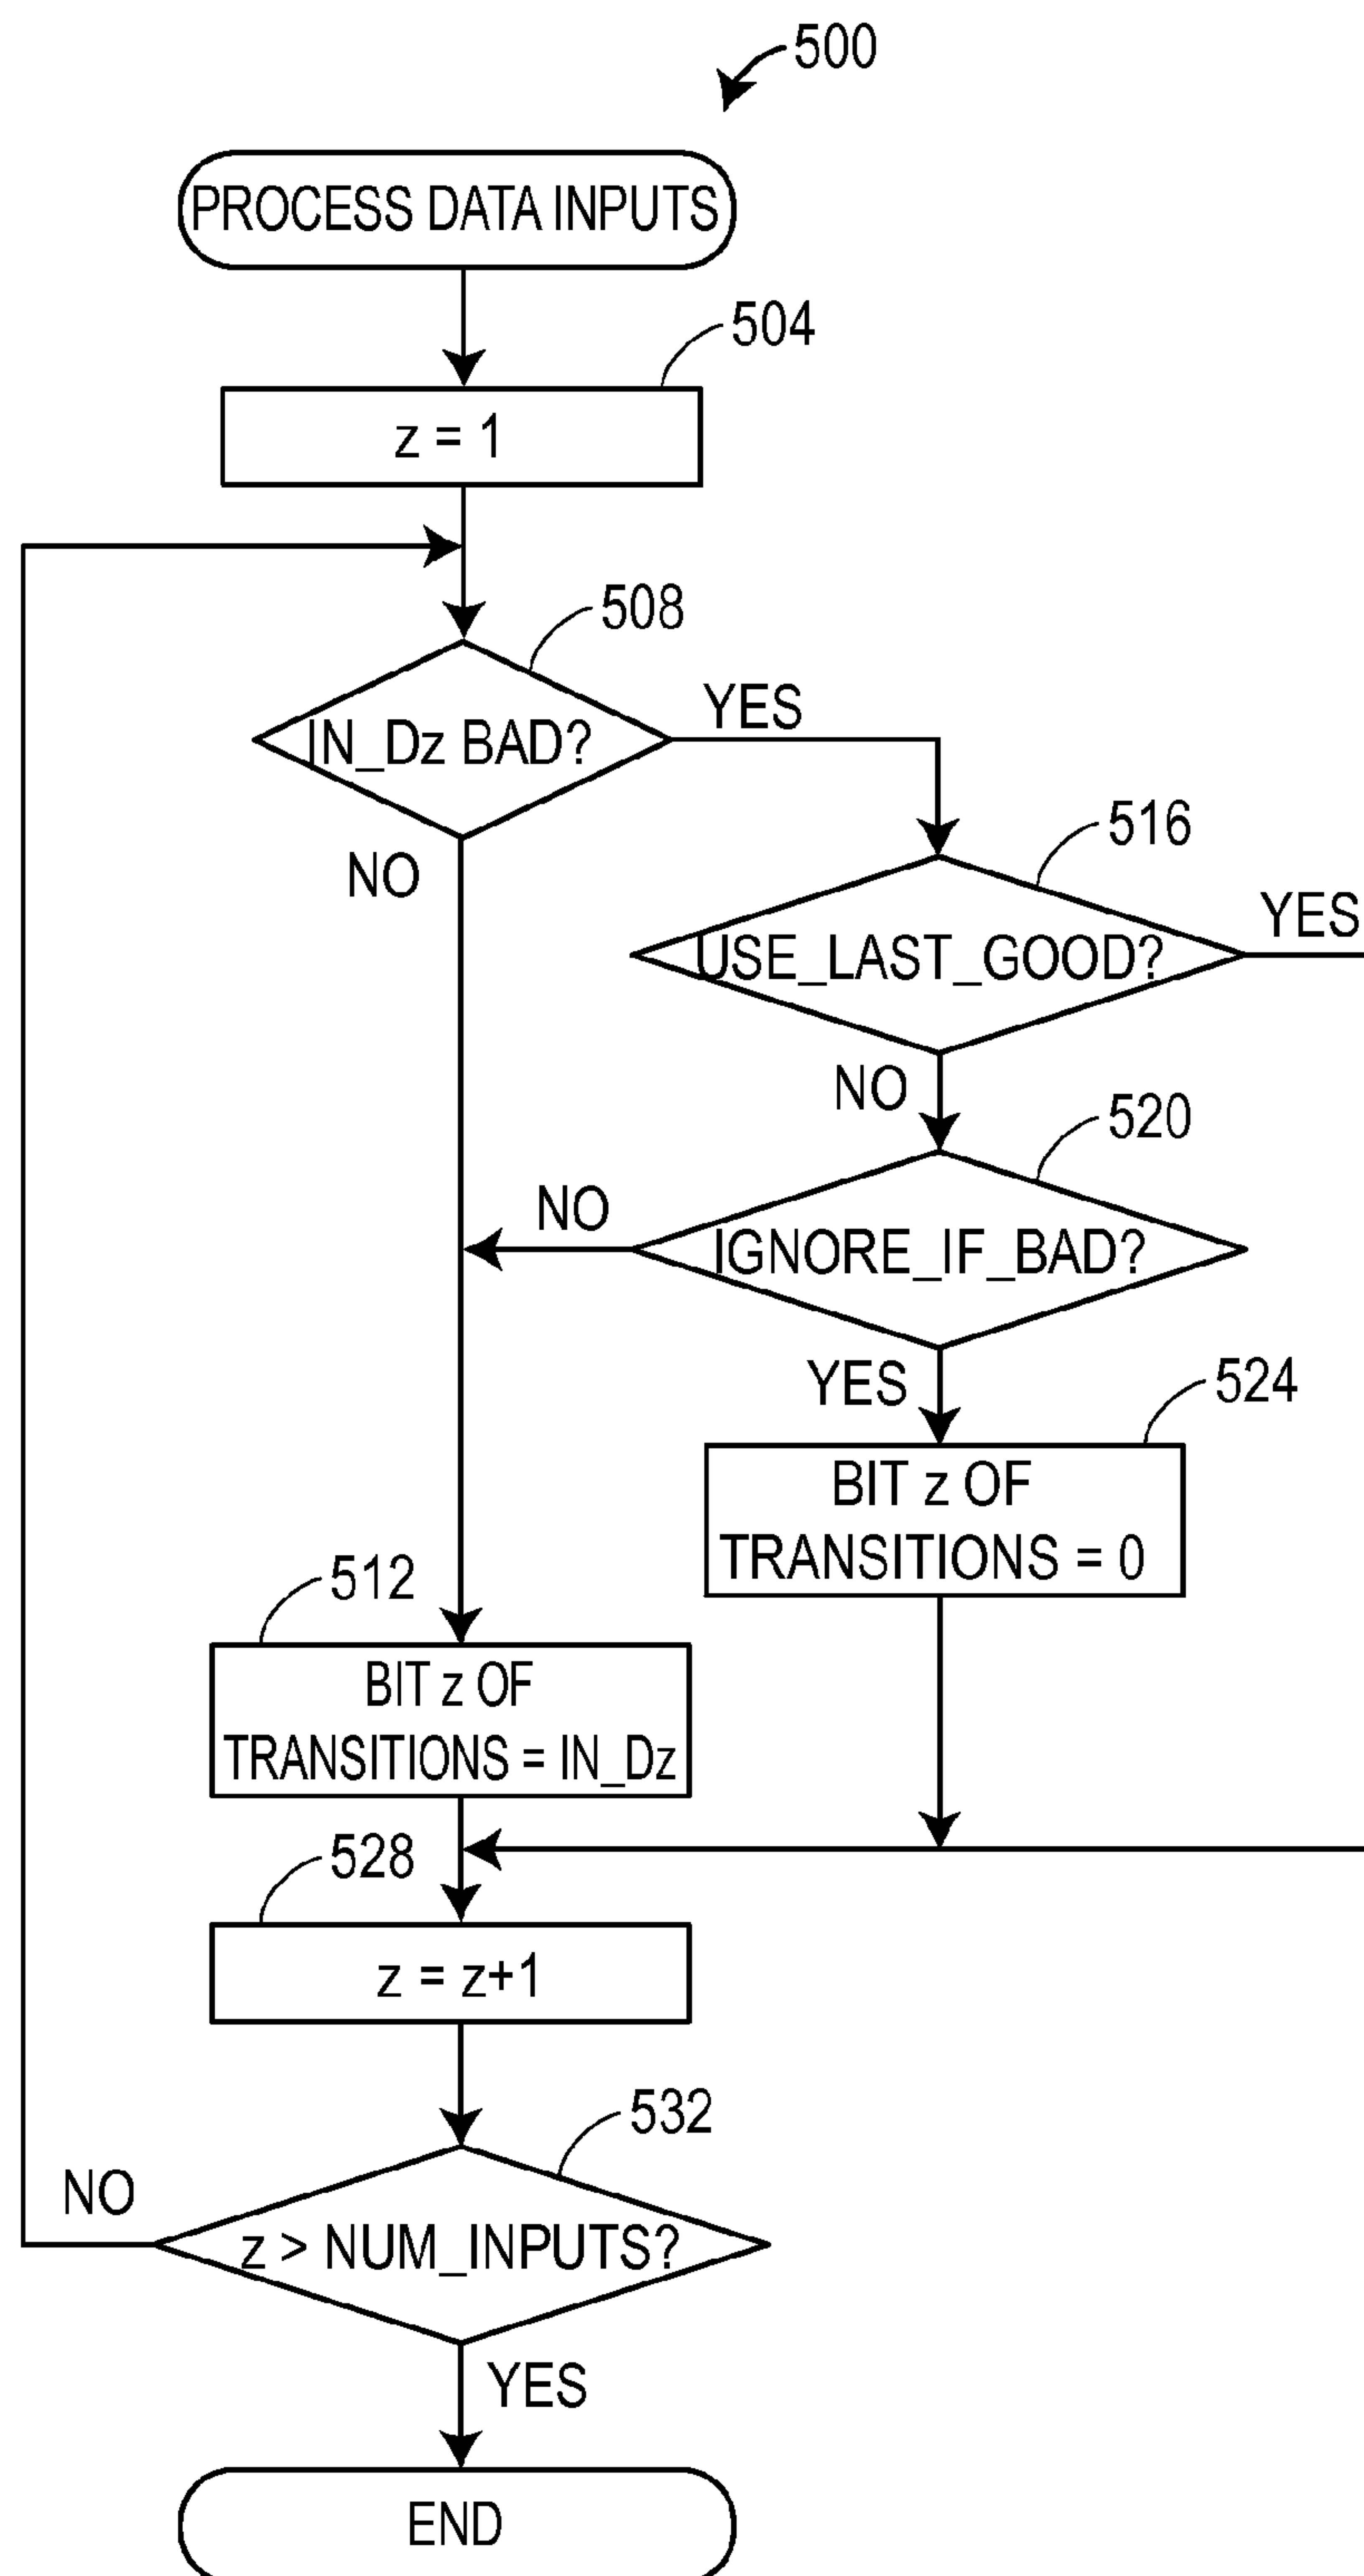 500
PROCESS DATA INPUTS
504
z = 1
508
IN_Dz BAD?
YES
NO
516
USE_LAST_GOOD?
YES
NO
520
IGNORE_IF_BAD?
NO
YES
524
BIT z OF
TRANSITIONS = 0
512
BIT z OF
TRANSITIONS = IN_Dz
528
z = z+1
532
z > NUM_INPUTS?
NO
YES
END